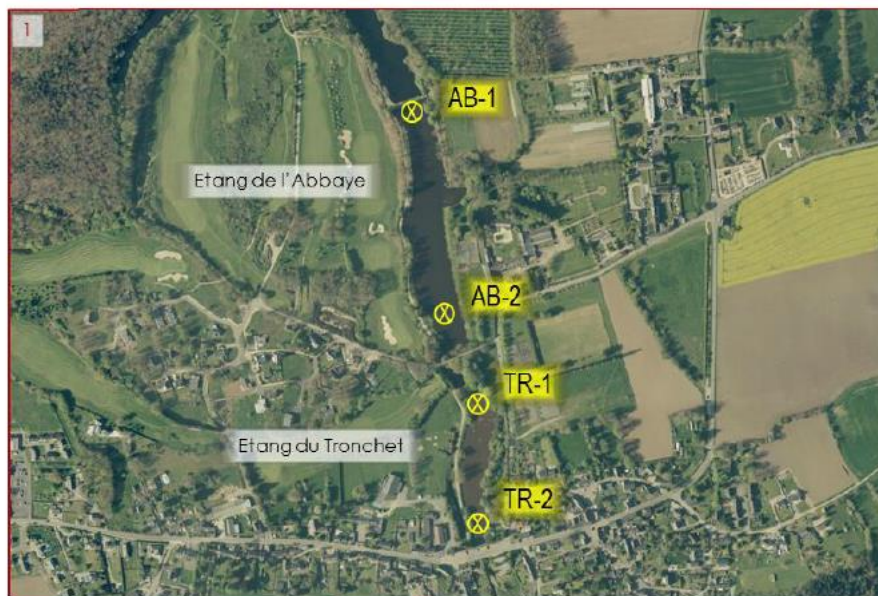 1
AB-1
Etang de l'Abbaye
AB-2
TR-1
Etang du Tronchet
TR-2